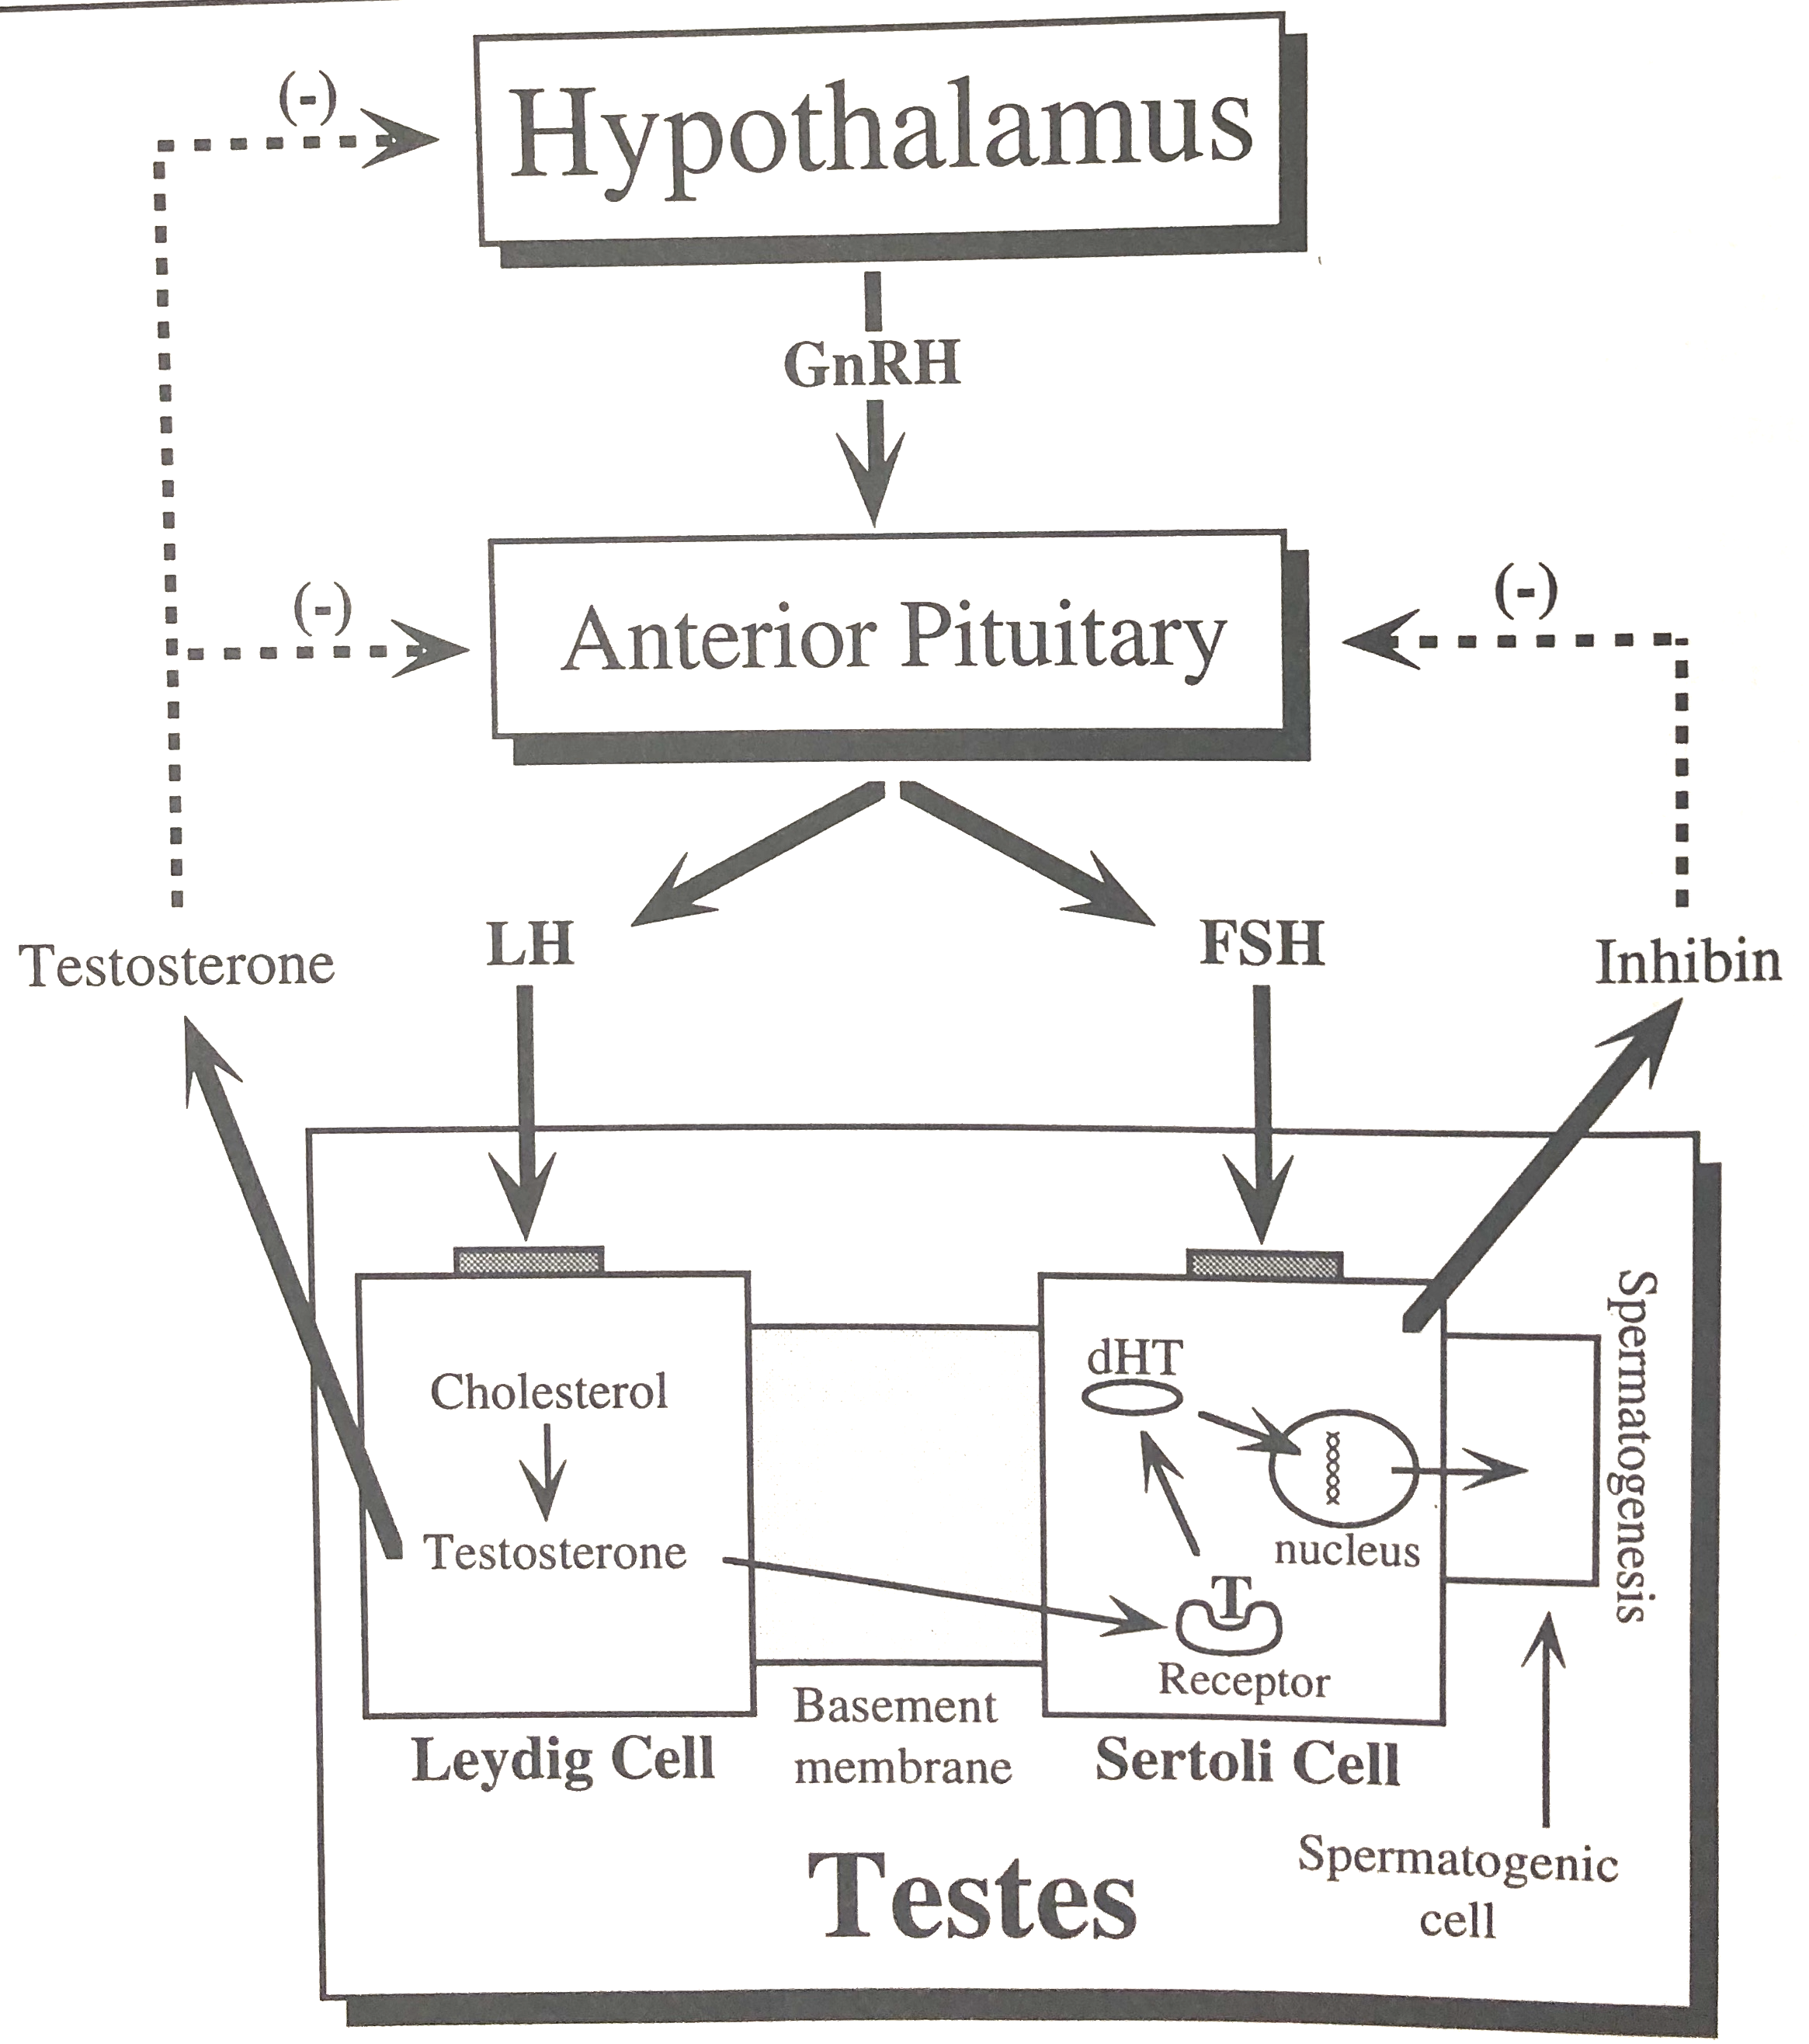 (-)
Hypothalamus
GnRH
(-)
Anterior Pituitary
(-)
Testosterone
LH
FSH
Inhibin
Cholesterol
Testosterone
dHT
nucleus
T
Receptor
Spermatogenesis
Basement
membrane
Leydig Cell
Sertoli Cell
Testes
Spermatogenic
cell